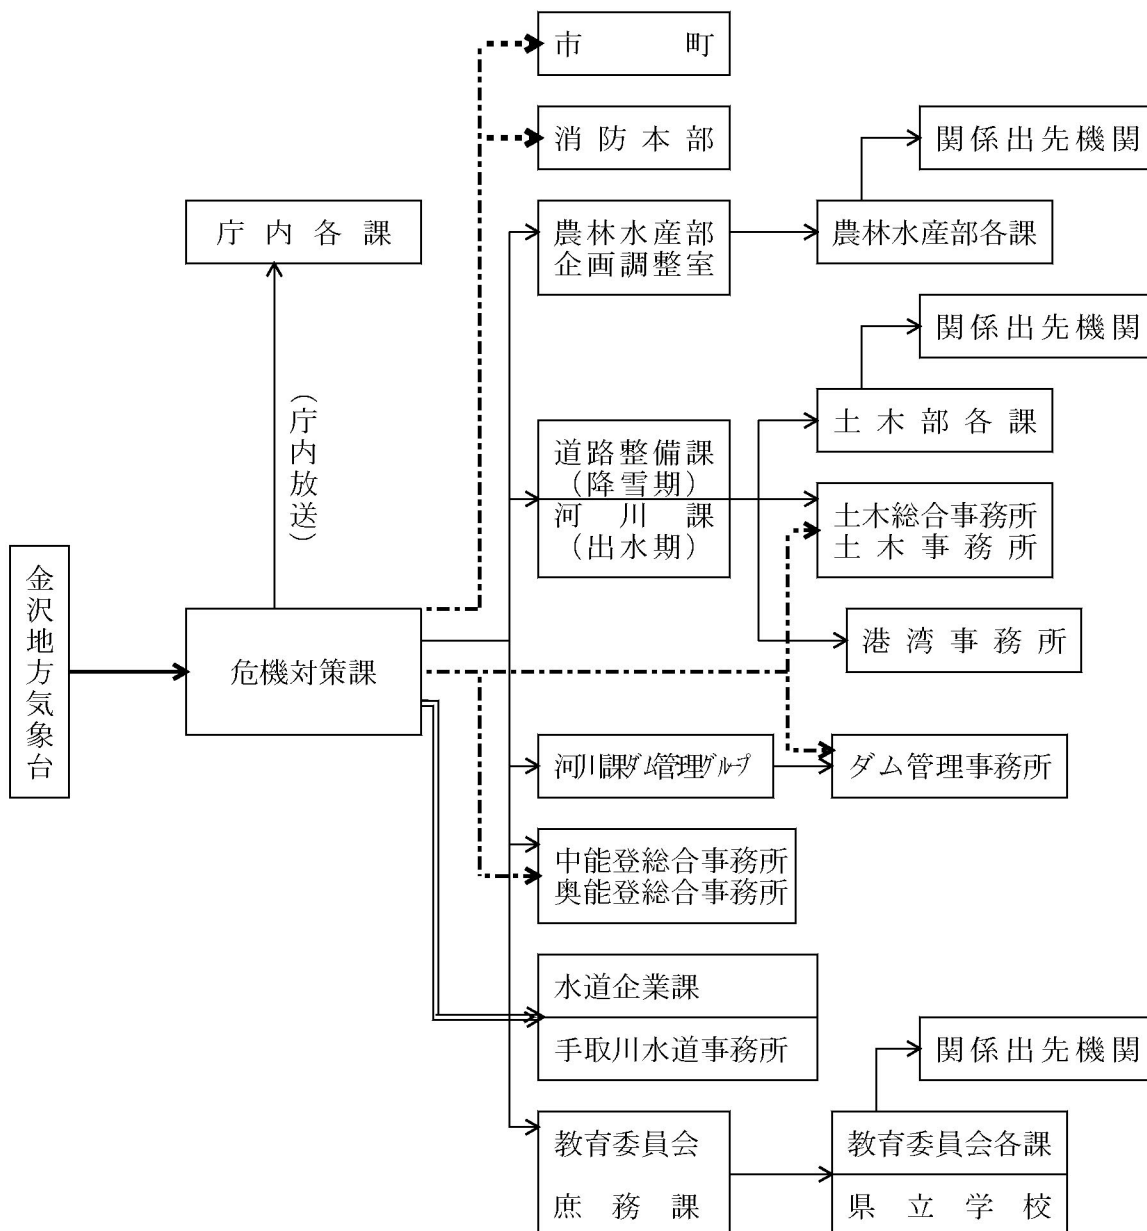 市町
消防本部
関係出先機関
庁内各課
農林水産部
企画調整室
農林水産部各課
関係出先機関
(庁内放送)
土木部各課
道路整備課
(降雪期)
河川課
(出水期)
土木総合事務所
土木事務所
金沢地方気象台
港湾事務所
危機対策課
河川課ダム管理グループ
ダム管理事務所
中能登総合事務所
奥能登総合事務所
水道企業課
手取川水道事務所
関係出先機関
教育委員会
庶務課
教育委員会各課
県立学校